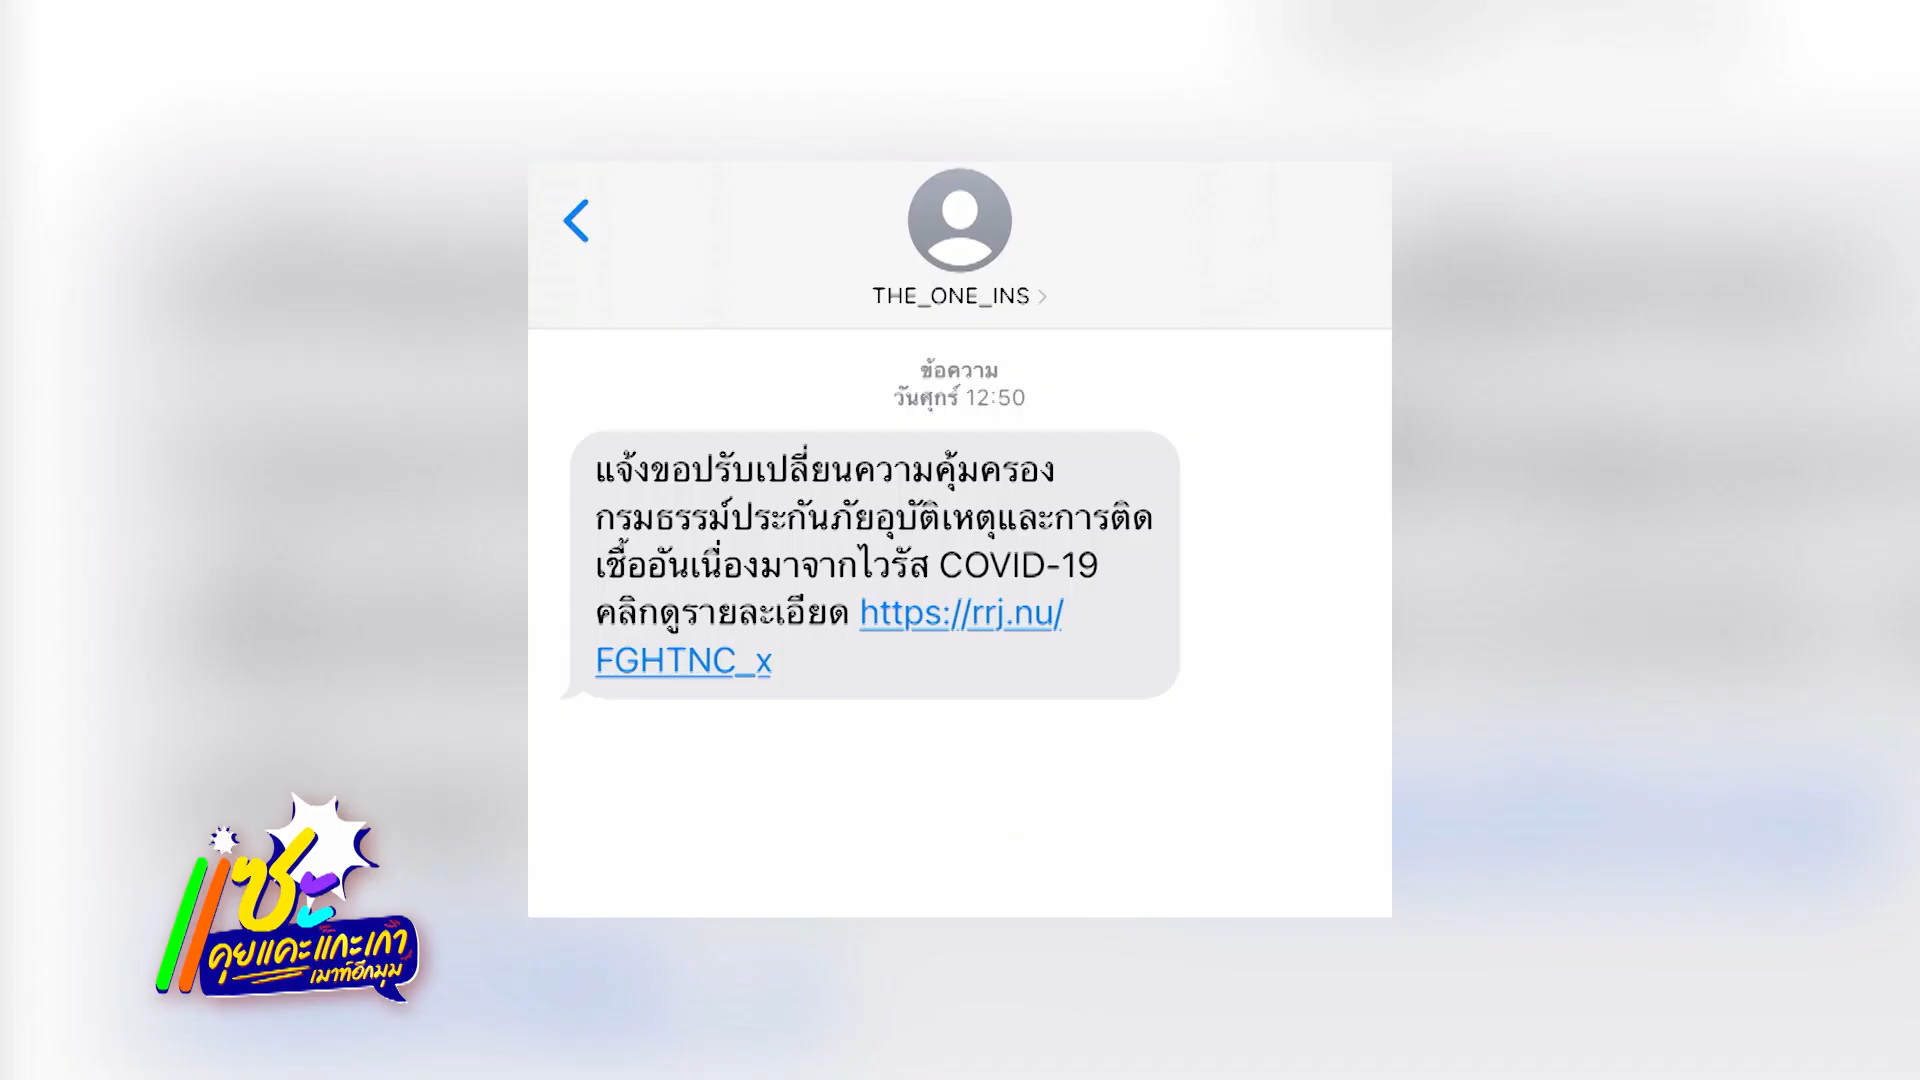 THE_ONE_INS
ข้อความ
วันศุกร์ 12:50
แจ้งขอปรับเปลี่ยนความคุ้มครอง
กรมธรรม์ประกันภัยอุบัติเหตุและการติด
เชื้ออันเนื่องมาจากไวรัส COVID-19
คลิกดูรายละเอียด https://rrj.nu/
FGHTNC_x
แซะ
คุยแคะแกะเกา
เมาท์อีกมุม